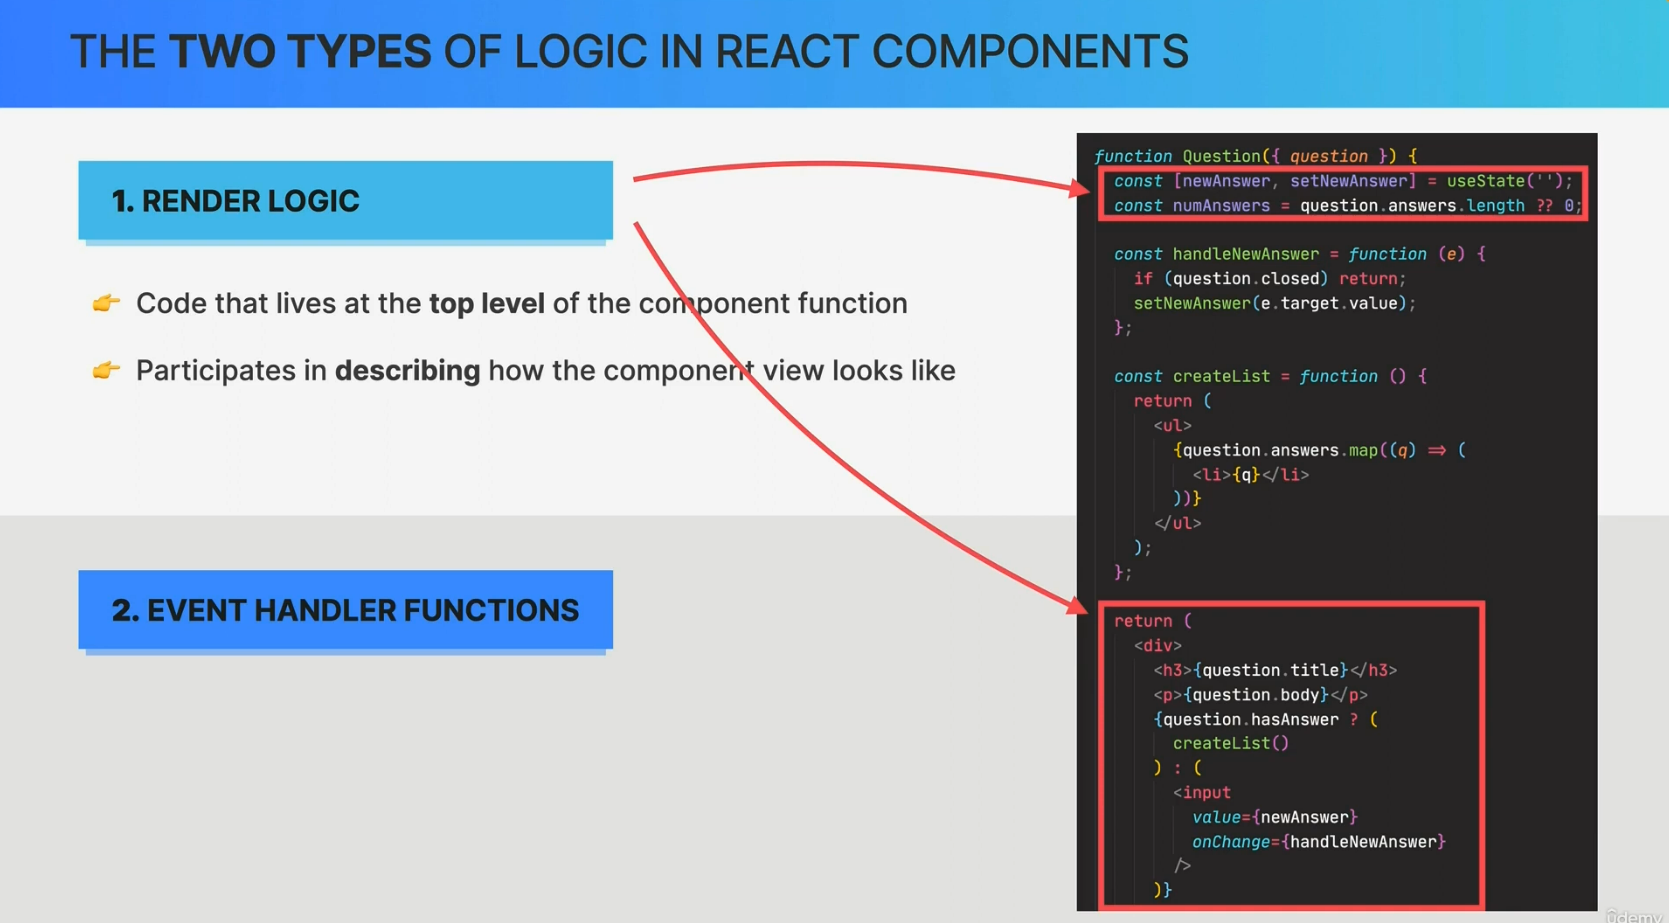 THE TWO TYPES OF LOGIC IN REACT COMPONENTS
1. RENDER LOGIC
👉 Code that lives at the top level of the component function
👉 Participates in describing how the component view looks like
2. EVENT HANDLER FUNCTIONS
function Question({ question }) {
const [newAnswer, setNewAnswer] = useState('');
const numAnswers = question.answers.length ?? 0;
const handleNewAnswer = function (e) {
if (question.closed) return;
setNewAnswer(e.target.value);
};
const createList = function () {
return (
<ul>
{question.answers.map((q) => (
<li>{q}</li>
))}
</ul>
);
};
return (
<div>
<h3>{question.title}</h3>
<p>{question.body}</p>
{question.hasAnswer ? (
createList()
) : (
<input
value={newAnswer}
onChange={handleNewAnswer}
/>
)}
ûdemy